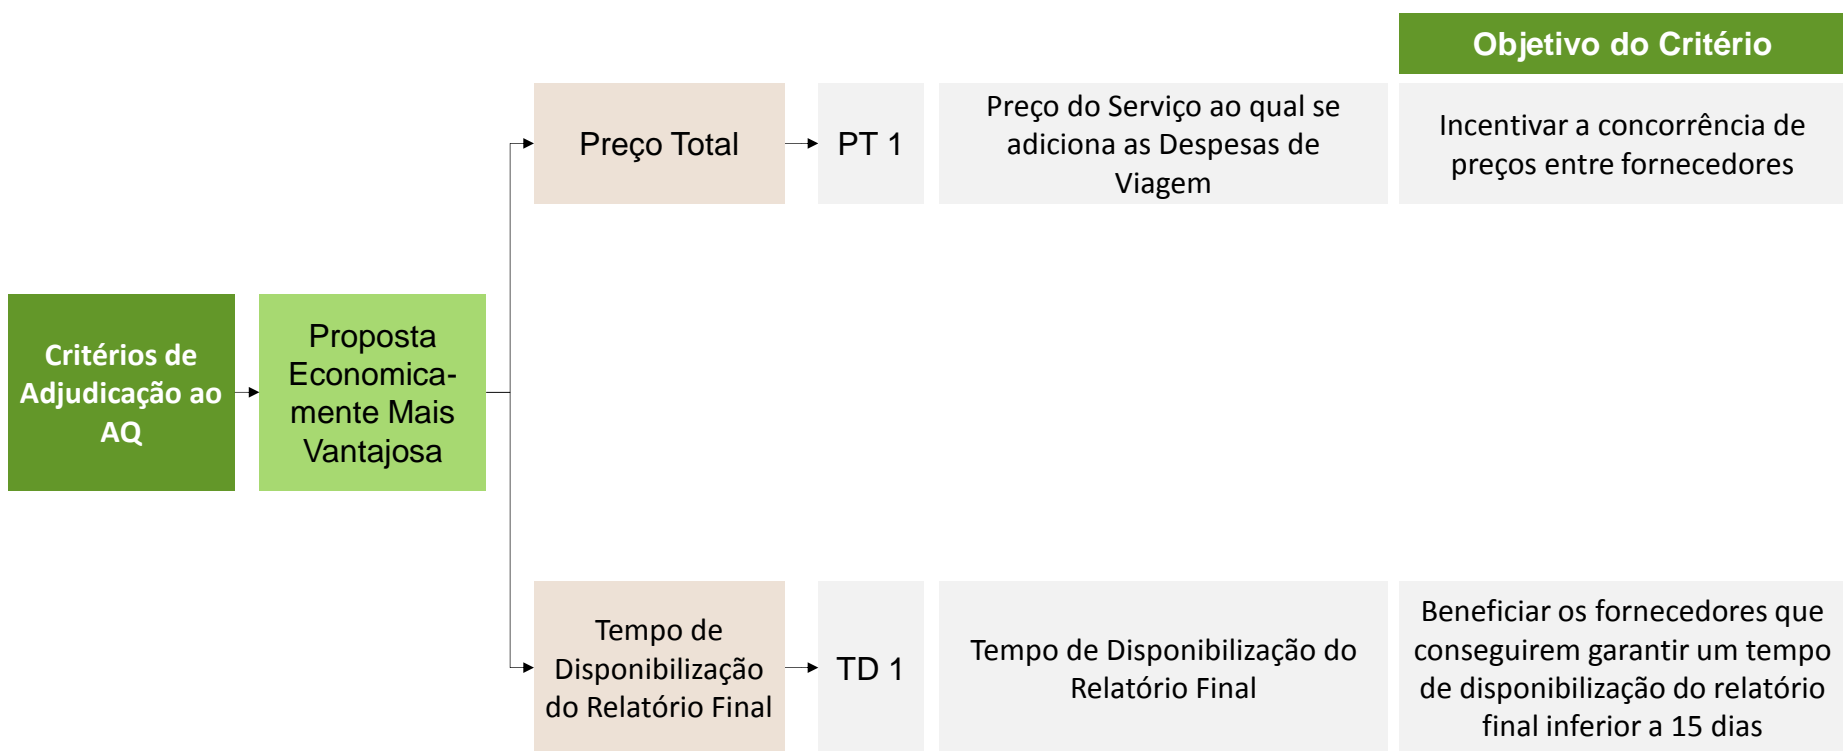 Objetivo do Critério
Preço Total
PT 1
Preço do Serviço ao qual se
adiciona as Despesas de
Viagem
Incentivar a concorrência de
preços entre fornecedores
Critérios de
Adjudicação ao
AQ
Proposta
Economica-
mente Mais
Vantajosa
Tempo de
Disponibilização
do Relatório Final
TD 1
Tempo de Disponibilização do
Relatório Final
Beneficiar os fornecedores que
conseguirem garantir um tempo
de disponibilização do relatório
final inferior a 15 dias